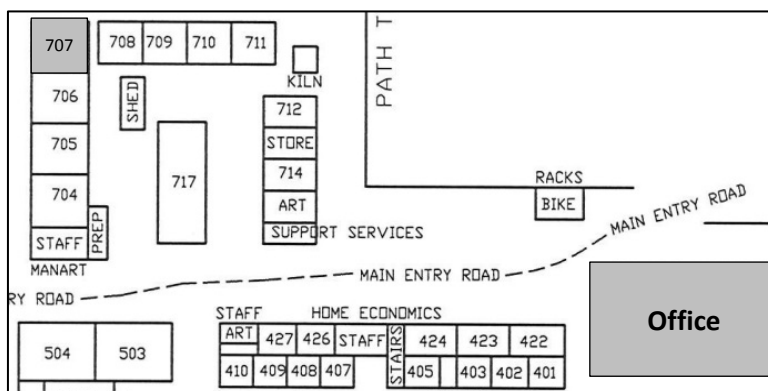 707
708 709 710 711
PATH T
KILN
706
SHED
712
STORE
705
717
714
704
ART
RACKS
BIKE
PREP
STAFF
SUPPORT SERVICES
MANART
MAIN ENTRY ROAD
MAIN ENTRY ROAD
RY ROAD
Office
STAFF HOME ECONOMICS
ART 427 426 STAFF STAIRS 424 423 422
504 503
410 409 408 407 405 403 402 401